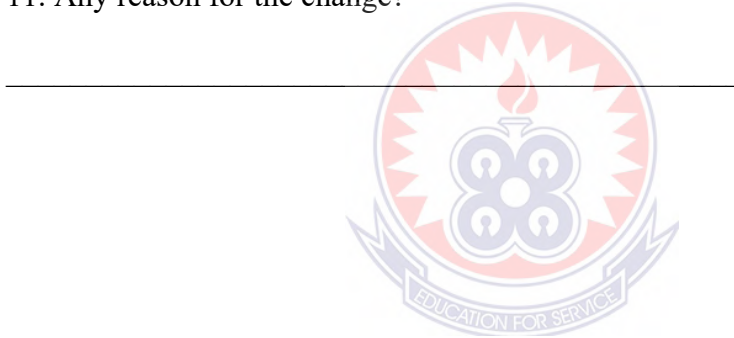 11. Any reason for the change?
EDUCATION FOR SERVICE